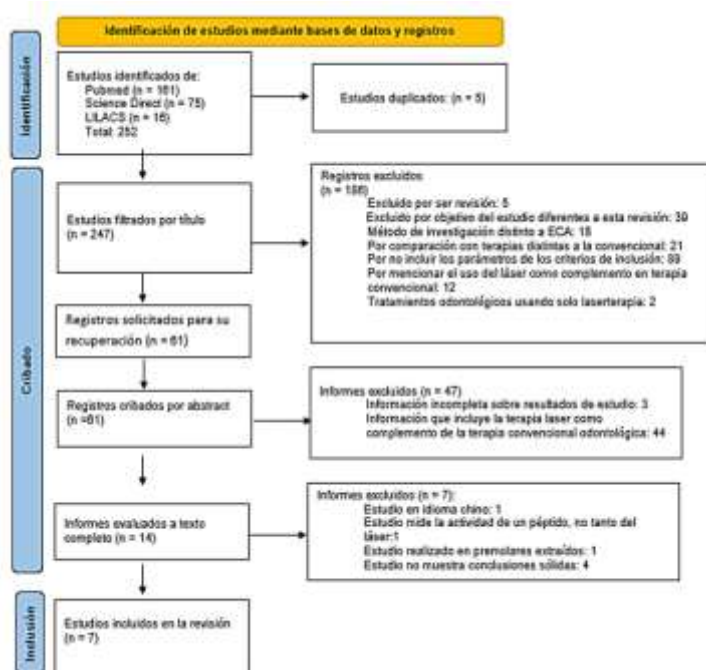 Identificación de estudios mediante bases de datos y registros
Identificación
Estudios identificados de:
Pubmed (n = 161)
Science Direct (n = 75)
LILACS (n = 16)
Total: 252
Estudios duplicados: (n = 5)
Cribado
Estudios filtrados por título
(n = 247)
Registros excluidos
(n = 186)
Excluido por ser revisión: 5
Excluido por objetivo del estudio diferentes a esta revisión: 39
Método de investigación distinto a ECA: 18
Por comparación con terapias distintas a la convencional: 21
Por no incluir los parámetros de los criterios de inclusión: 89
Por mencionar el uso del láser como complemento en terapia
convencional: 12
Tratamientos odontológicos usando solo laserterapia: 2
Registros solicitados para su
recuperación (n = 61)
Registros cribados por abstract
(n =61)
Informes excluidos (n = 47)
Información incompleta sobre resultados de estudio: 3
Información que incluye la terapia laser como
complemento de la terapia convencional odontológica: 44
Informes evaluados a texto
completo (n = 14)
Informes excluidos (n = 7):
Estudio en idioma chino: 1
Estudio mide la actividad de un péptido, no tanto del
láser:1
Estudio realizado en premolares extraídos: 1
Estudio no muestra conclusiones sólidas: 4
Inclusión
Estudios incluidos en la revisión
(n = 7)